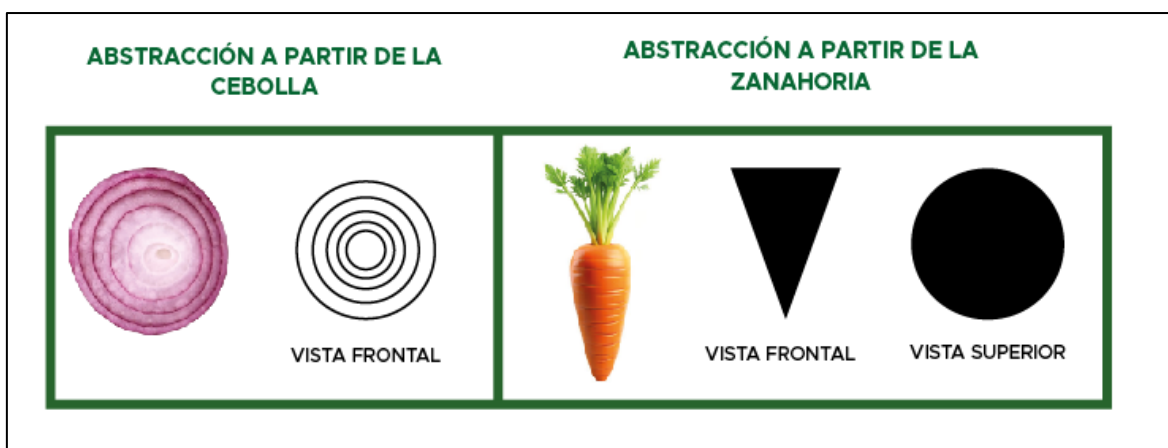 ABSTRACCIÓN A PARTIR DE LA
CEBOLLA
ABSTRACCIÓN A PARTIR DE LA
ZANAHORIA
VISTA FRONTAL
VISTA FRONTAL
VISTA SUPERIOR